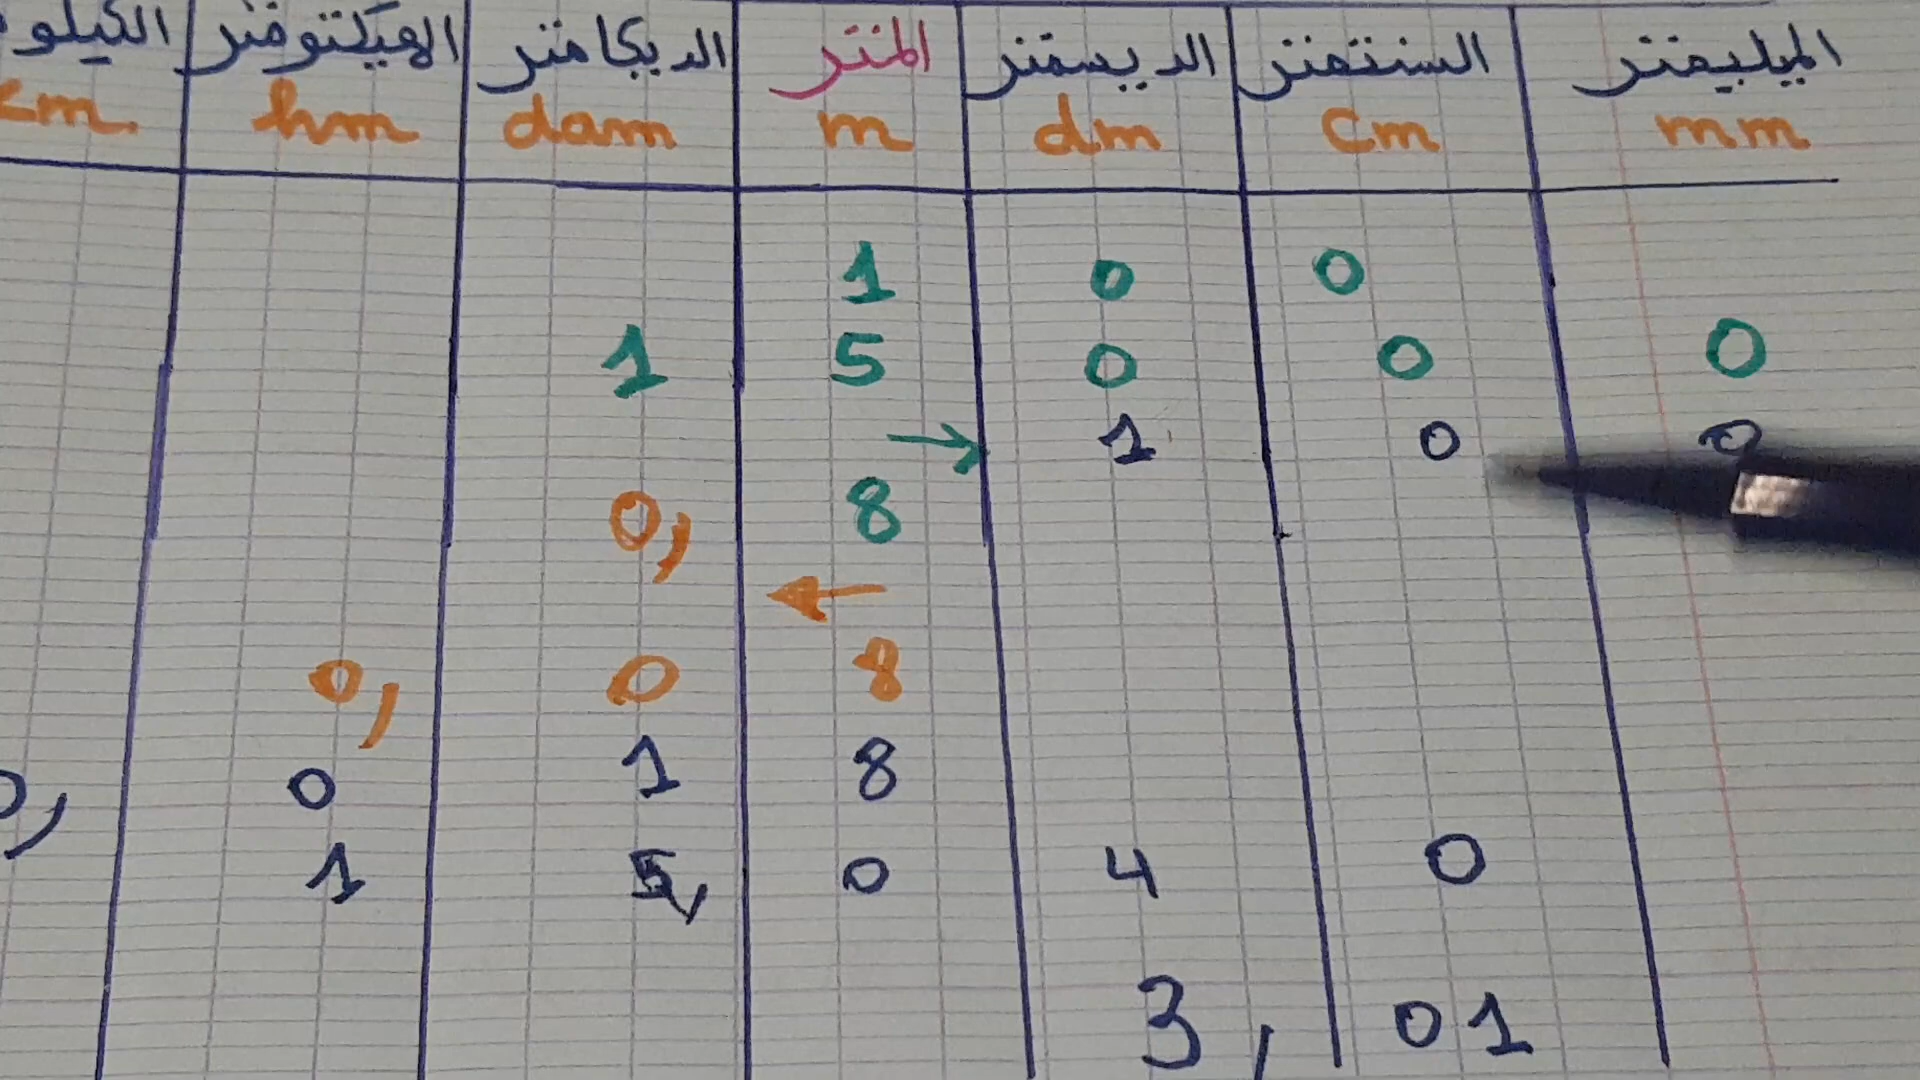 الكيلو الهيكتومتر الديكامتر المتر الديسمتر السنتمتر الميليمتر
km hm dam m dm cm mm
1 0 0
1 5 0 0 0
→ 1 0 0
0, 8
←
0, 0 8
0, 0 1 8
1 5, 0 4 0
3, 01